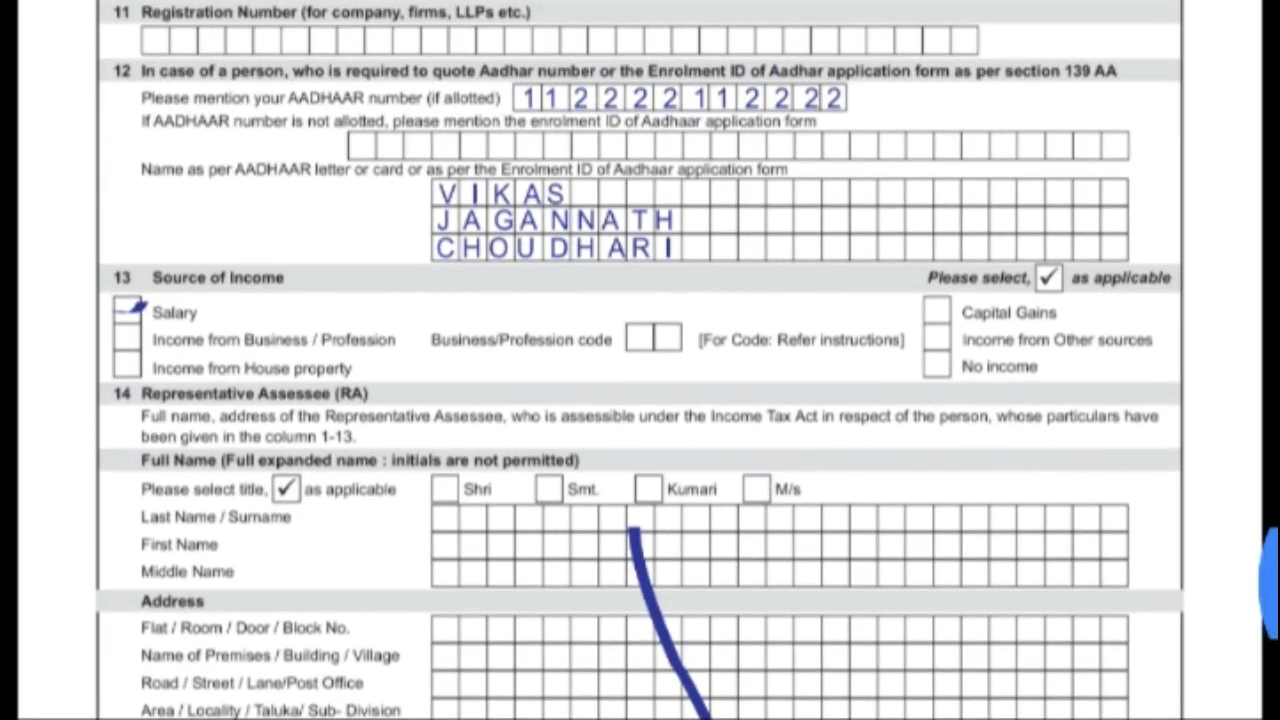 11 Registration Number (for company, firms, LLPs etc.)
12 In case of a person, who is required to quote Aadhar number or the Enrolment ID of Aadhar application form as per section 139 AA
Please mention your AADHAAR number (if allotted) 112222112222
If AADHAAR number is not allotted, please mention the enrolment ID of Aadhaar application form
Name as per AADHAAR letter or card or as per the Enrolment ID of Aadhaar application form
VIKAS
JAGANNATH
CHOUDHARI
13 Source of Income Please select, ✓ as applicable
Salary Capital Gains
Income from Business / Profession Business/Profession code [For Code: Refer instructions] Income from Other sources
Income from House property No income
14 Representative Assessee (RA)
Full name, address of the Representative Assessee, who is assessible under the Income Tax Act in respect of the person, whose particulars have
been given in the column 1-13.
Full Name (Full expanded name : initials are not permitted)
Please select title, ✓ as applicable Shri Smt. Kumari M/s
Last Name / Surname
First Name
Middle Name
Address
Flat / Room / Door / Block No.
Name of Premises / Building / Village
Road / Street / Lane/Post Office
Area / Locality / Taluka/ Sub- Division